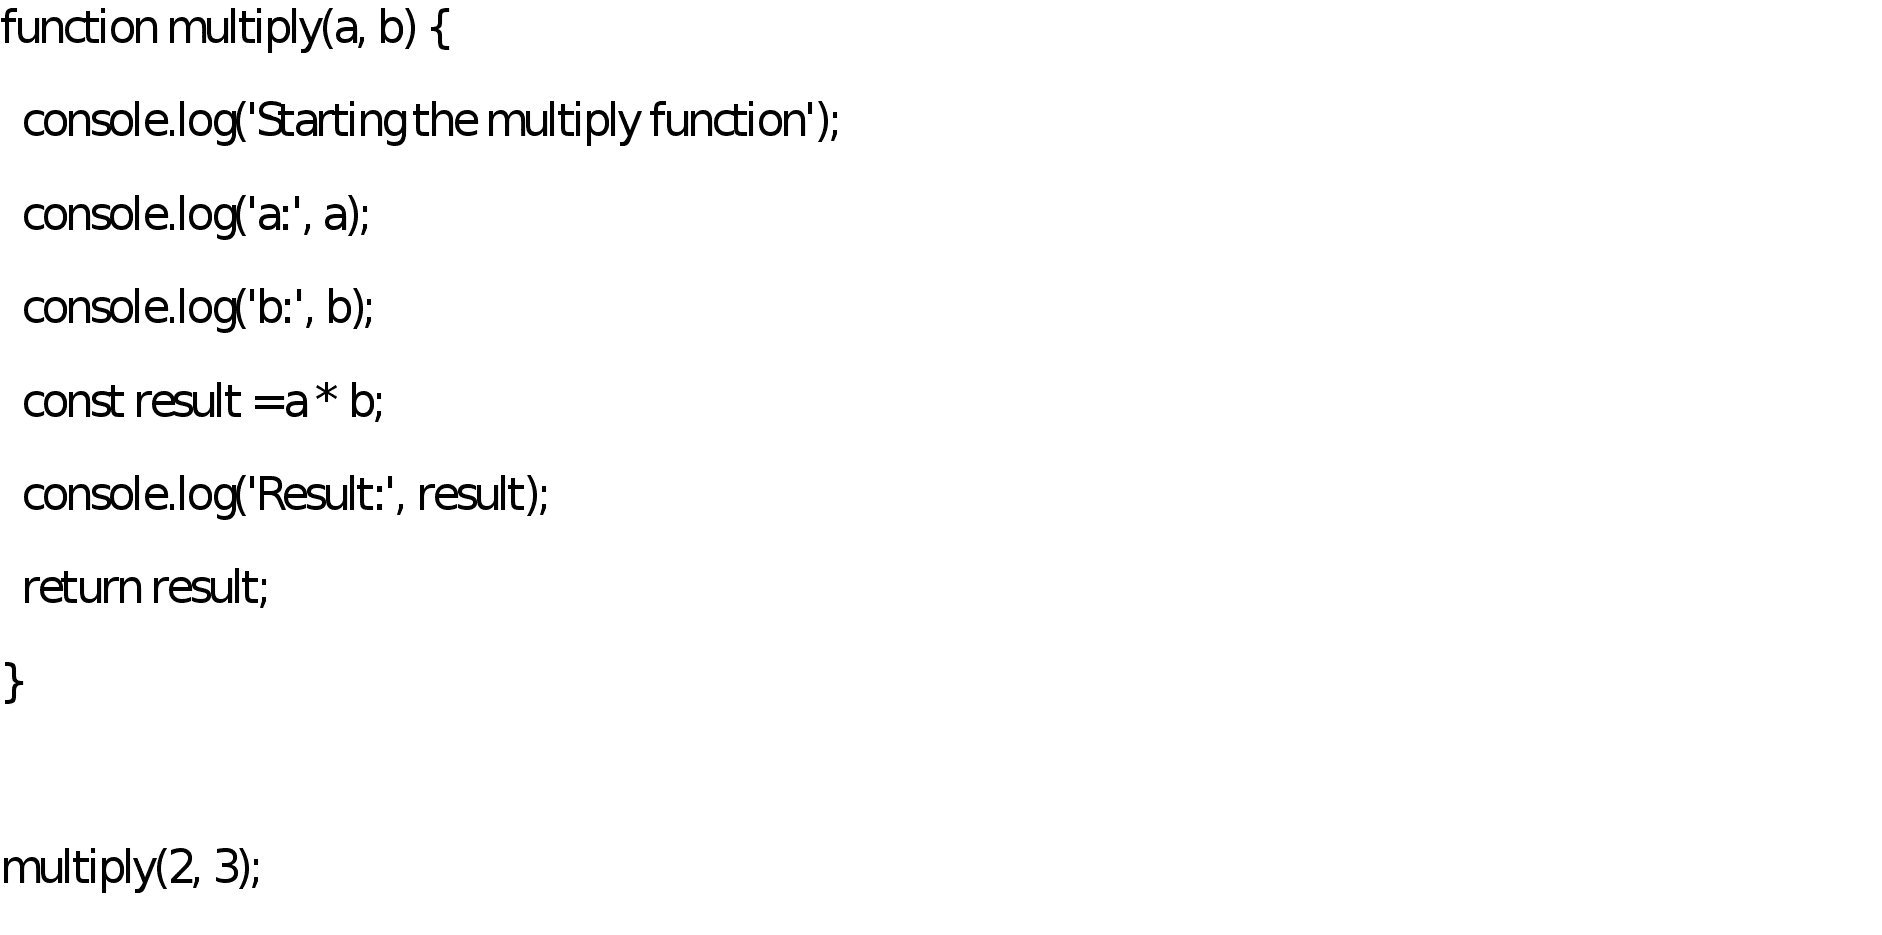 function multiply(a, b) {
  console.log('Starting the multiply function');
  console.log('a:', a);
  console.log('b:', b);
  const result = a * b;
  console.log('Result:', result);
  return result;
}

multiply(2, 3);